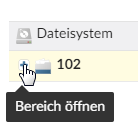 Dateisystem
102
Bereich öffnen